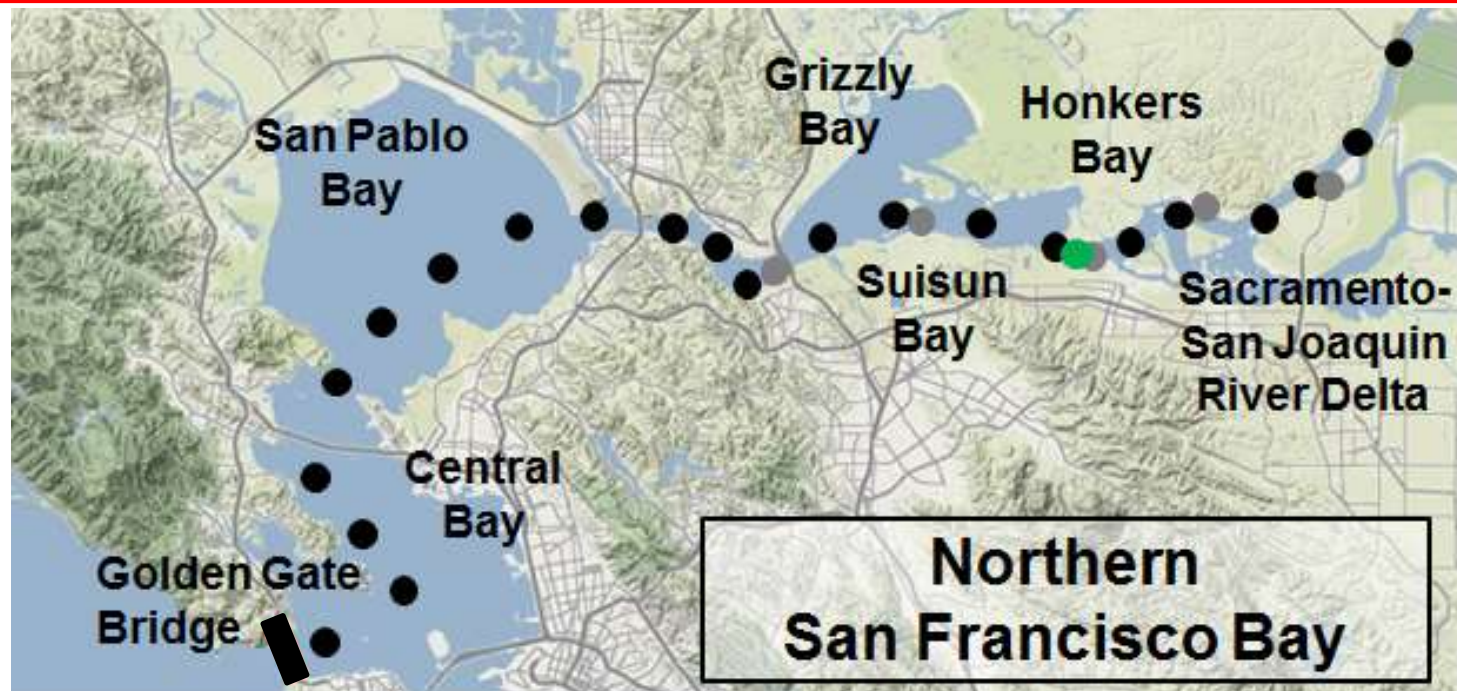 Grizzly
Bay
Honkers
Bay
San Pablo
Bay
Suisun
Bay
Sacramento-
San Joaquin
River Delta
Central
Bay
Golden Gate
Bridge
Northern
San Francisco Bay